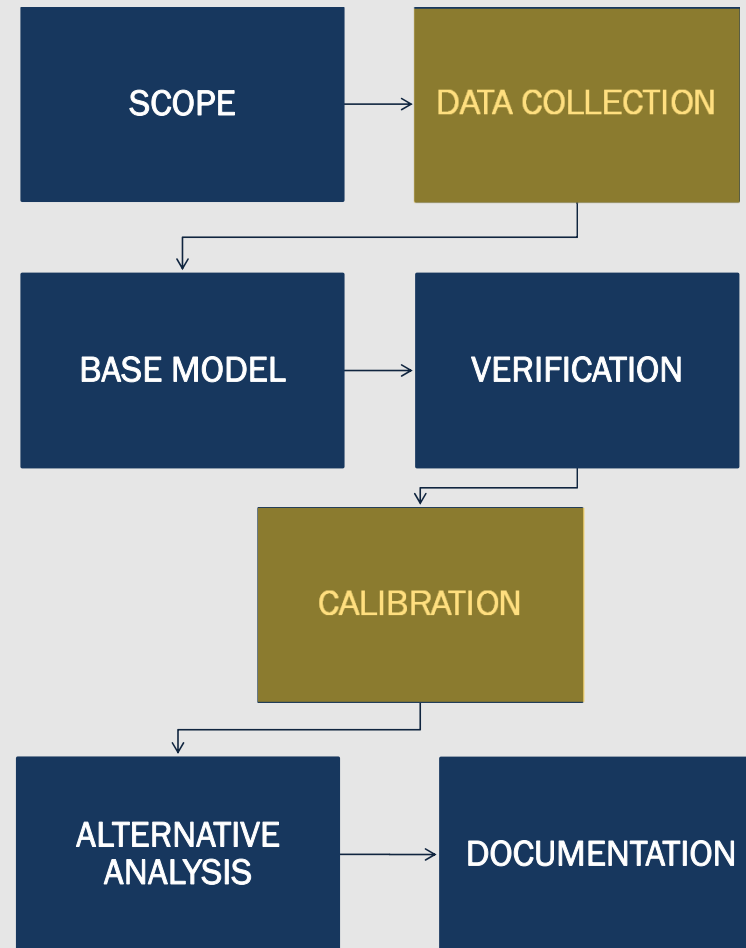 SCOPE
DATA COLLECTION
BASE MODEL
VERIFICATION
CALIBRATION
ALTERNATIVE
ANALYSIS
DOCUMENTATION